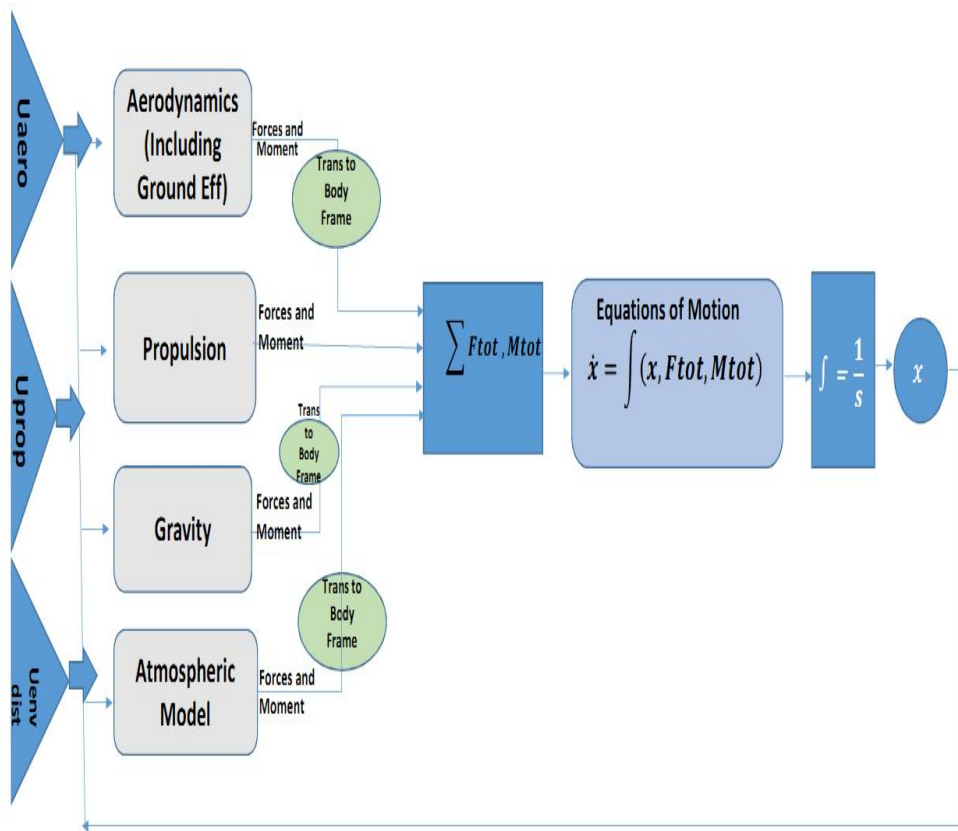 Uaero
Aerodynamics
(Including
Ground Eff)
Forces and
Moment
Trans to
Body
Frame
Uprop
Propulsion
Forces and
Moment
Trans
to
Body
Frame
Gravity
Forces and
Moment
Uenv
dist
Atmospheric
Model
Forces and
Moment
Trans to
Body
Frame
∑ Ftot , Mtot
Equations of Motion
ẋ = ∫(x, Ftot, Mtot)
∫ = 1/s
x